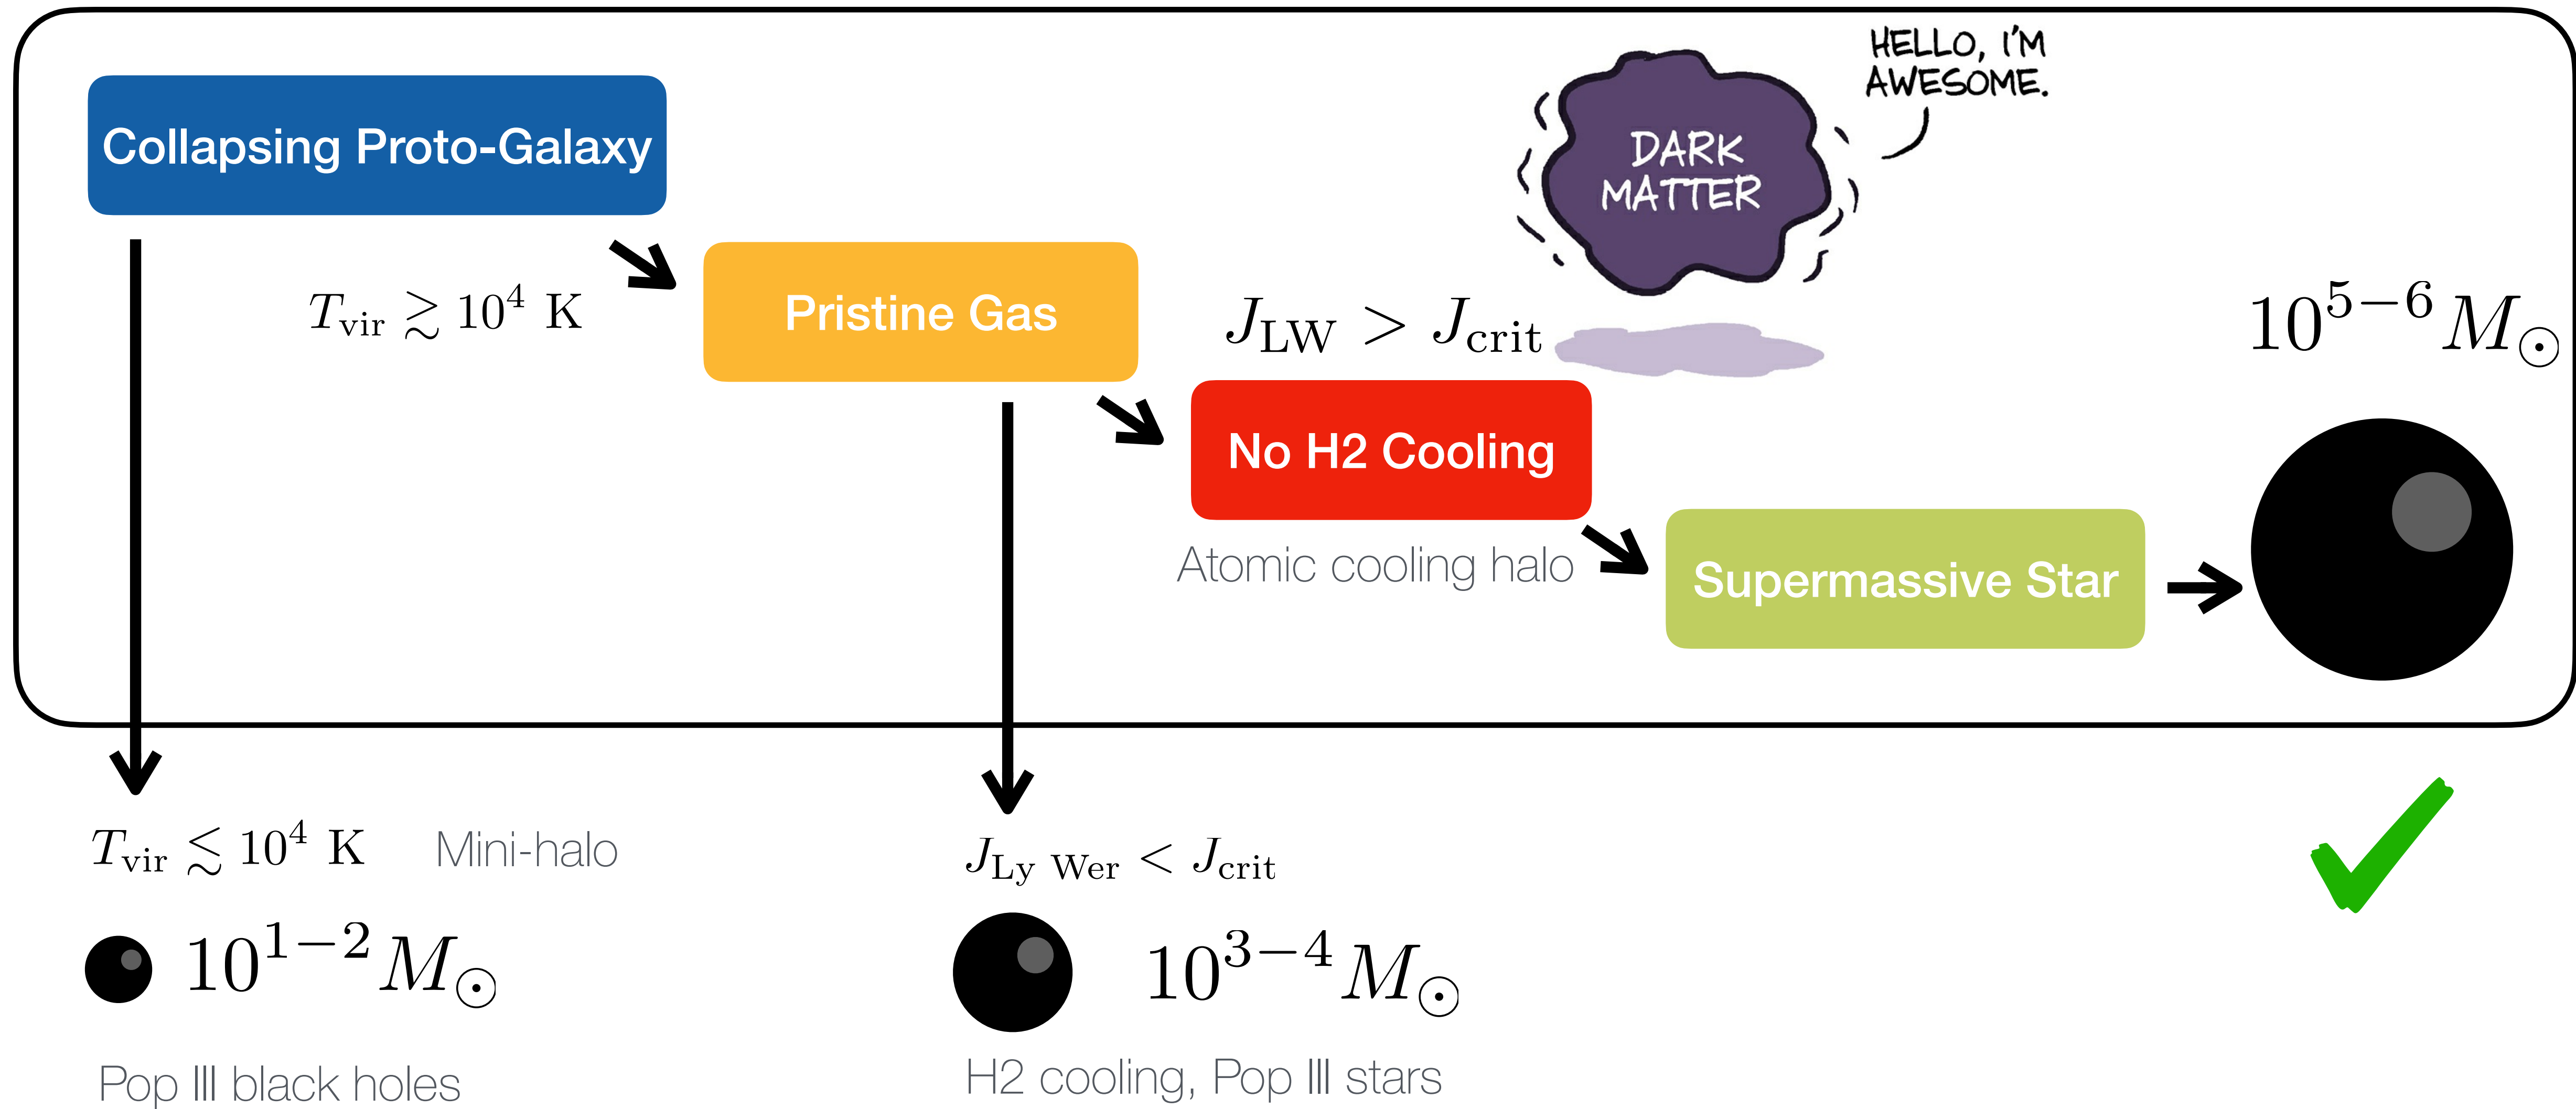 HELLO, I'M
AWESOME.
Collapsing Proto-Galaxy
DARK
MATTER
T_vir ≳ 10^4 K
Pristine Gas
J_LW > J_crit
10^{5−6} M_⊙
No H2 Cooling
Atomic cooling halo
Supermassive Star
T_vir ≲ 10^4 K
Mini-halo
J_{Ly Wer} < J_crit
10^{1−2} M_⊙
10^{3−4} M_⊙
Pop III black holes
H2 cooling, Pop III stars